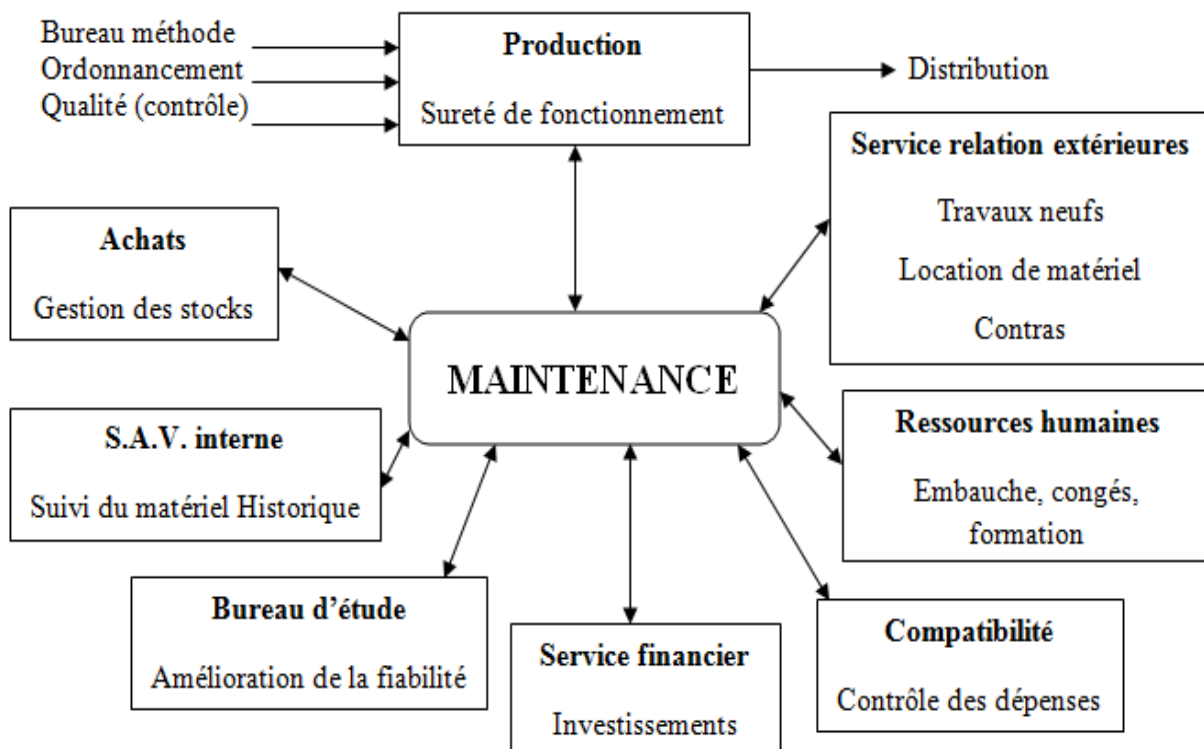 Bureau méthode
Ordonnancement
Qualité (contrôle)
Production
Sureté de fonctionnement
Distribution
Service relation extérieures
Travaux neufs
Location de matériel
Contras
Achats
Gestion des stocks
MAINTENANCE
S.A.V. interne
Suivi du matériel Historique
Ressources humaines
Embauche, congés,
formation
Bureau d’étude
Amélioration de la fiabilité
Service financier
Investissements
Compatibilité
Contrôle des dépenses